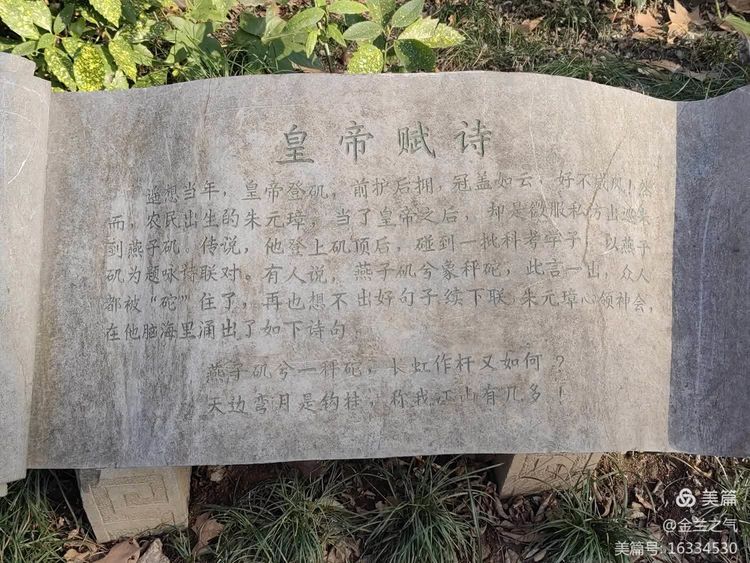 皇帝赋诗
遥想当年，皇帝登矶，前护后拥，冠盖如云，好不威风！然
而，农民出生的朱元璋，当了皇帝之后，却是微服私访出巡来
到燕子矶。传说，他登上矶顶后，碰到一批科考学子，以燕子
矶为题咏诗联对。有人说，燕子矶兮象秤砣，此言一出，众人
都被“砣”住了，再也想不出好句子续下联，朱元璋心领神会，
在他脑海里涌出了如下诗句，
燕子矶兮一秤砣，长虹作杆又如何？
天边弯月是钩挂，称我江山有几多！
美篇
@金兰之气
美篇号:16334530